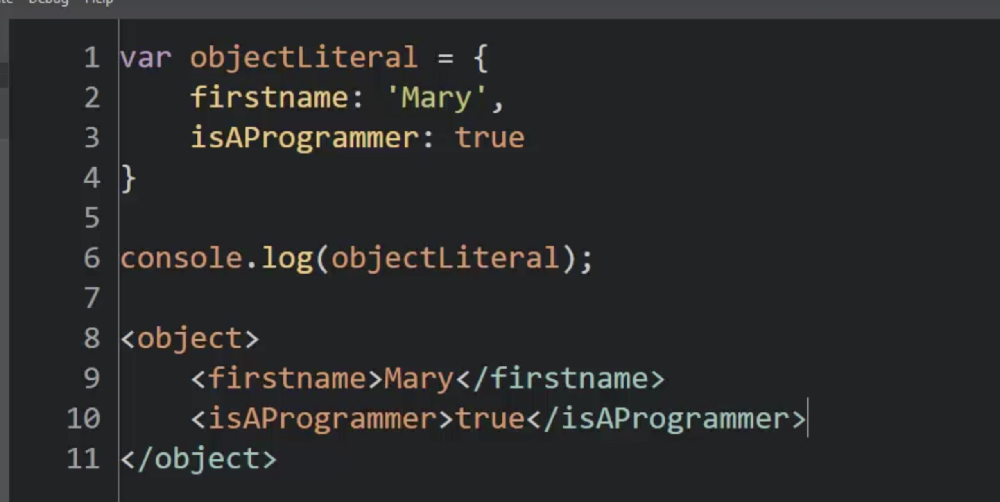 Debug Help
1 var objectLiteral = {
2     firstname: 'Mary',
3     isAProgrammer: true
4 }
5
6 console.log(objectLiteral);
7
8 <object>
9     <firstname>Mary</firstname>
10     <isAProgrammer>true</isAProgrammer>
11 </object>